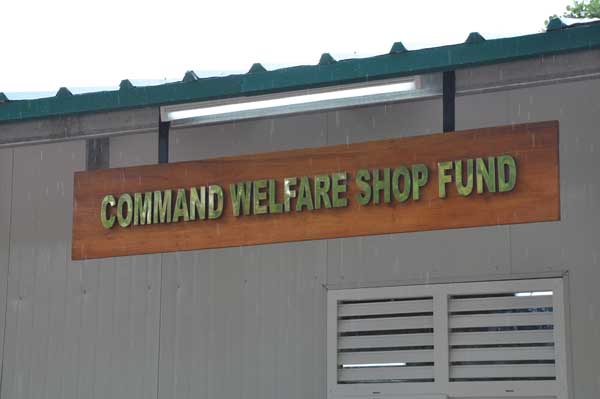 COMMAND WELFARE SHOP FUND